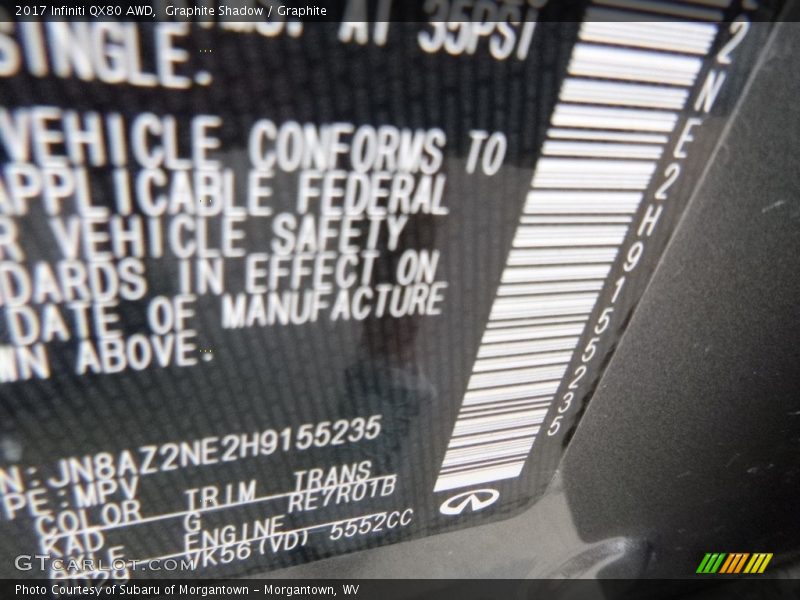 2017 Infiniti QX80 AWD,  Graphite Shadow / Graphite
AT 35PSI
SINGLE.
VEHICLE CONFORMS TO
APPLICABLE FEDERAL
R VEHICLE SAFETY
DARDS IN EFFECT ON
DATE OF MANUFACTURE
WN ABOVE.
N:JN8AZ2NE2H9155235
PE:MPV
COLOR TRIM TRANS
KAD G RE7R01B
ENGINE
VK56(VD) 5552CC
2NE2H9155235
GTCarLot.com
Photo Courtesy of Subaru of Morgantown - Morgantown, WV